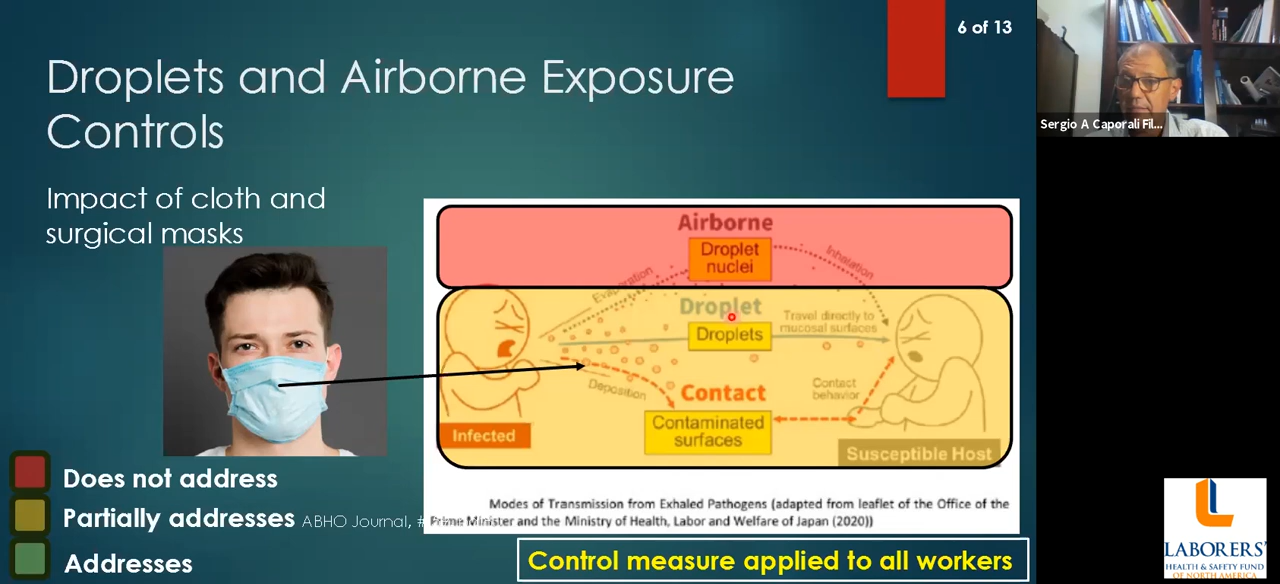 6 of 13
Droplets and Airborne Exposure
Controls
Impact of cloth and
surgical masks
Airborne
Droplet
nuclei
Evaporation
Inhalation
Droplet
Droplets
Travel directly to
mucosal surfaces
Deposition
Contact
Contact
behavior
Contaminated
surfaces
Infected
Susceptible Host
Modes of Transmission from Exhaled Pathogens (adapted from leaflet of the Office of the
Prime Minister and the Ministry of Health, Labor and Welfare of Japan (2020))
Does not address
Partially addresses
ABHO Journal, #
Addresses
Control measure applied to all workers
Sergio A Caporali Fil...
LABORERS'
HEALTH & SAFETY FUND
OF NORTH AMERICA